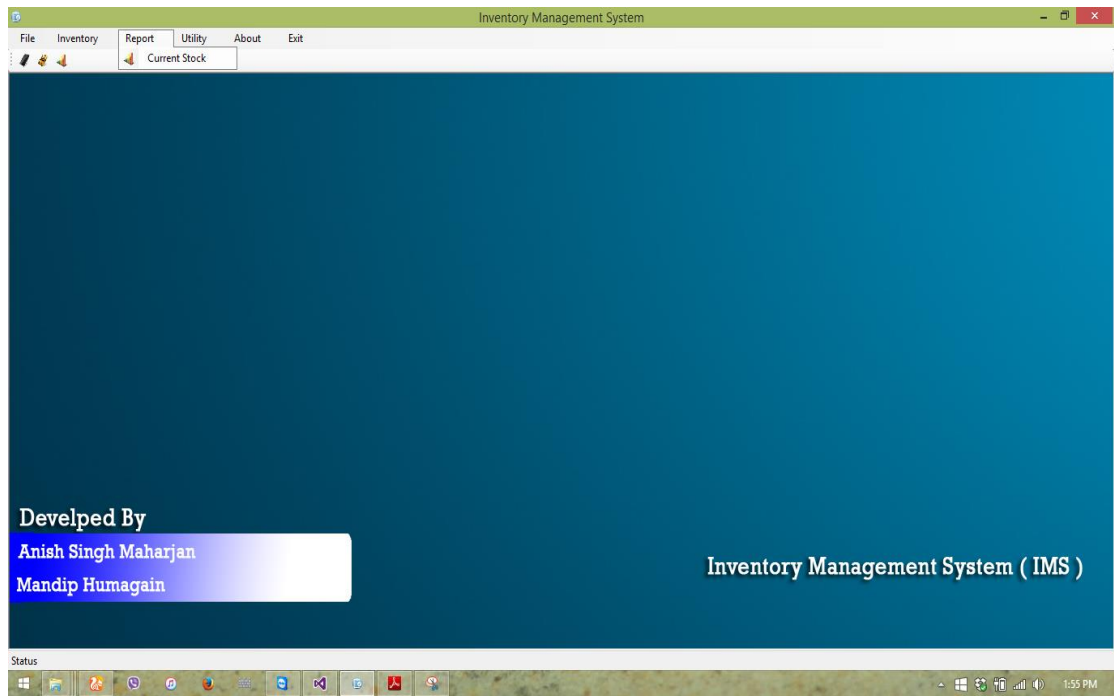 Inventory Management System
File Inventory Report Utility About Exit
Current Stock
Develped By
Anish Singh Maharjan
Mandip Humagain
Inventory Management System ( IMS )
Status
1:55 PM